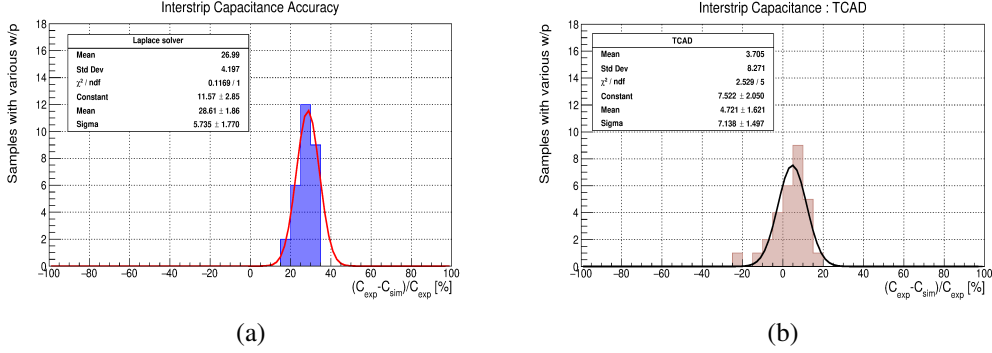 Interstrip Capacitance Accuracy
Samples with various w/p
18
16
14
12
10
8
6
4
2
0
Laplace solver
Mean 26.99
Std Dev 4.197
χ² / ndf 0.1169 / 1
Constant 11.57 ± 2.85
Mean 28.61 ± 1.86
Sigma 5.735 ± 1.770
−100 −80 −60 −40 −20 0 20 40 60 80 100
(C_exp-C_sim)/C_exp [%]
(a)
Interstrip Capacitance : TCAD
Samples with various w/p
18
16
14
12
10
8
6
4
2
0
TCAD
Mean 3.705
Std Dev 8.271
χ² / ndf 2.529 / 5
Constant 7.522 ± 2.050
Mean 4.721 ± 1.621
Sigma 7.138 ± 1.497
−100 −80 −60 −40 −20 0 20 40 60 80 100
(C_exp-C_sim)/C_exp [%]
(b)